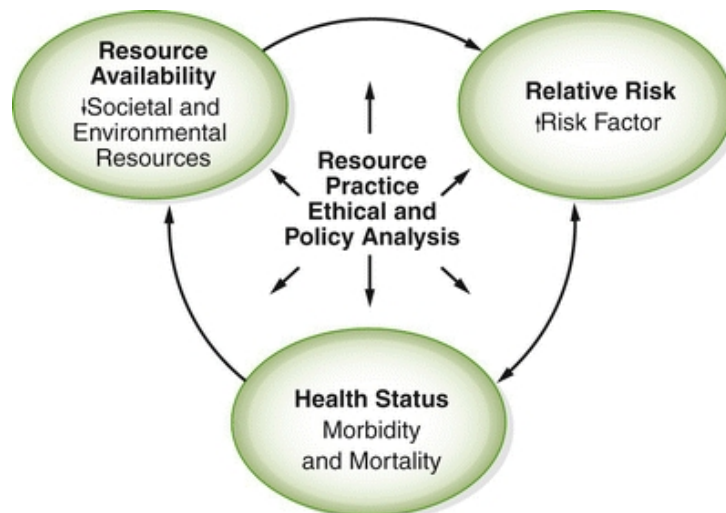 Resource
Availability
↓Societal and
Environmental
Resources
Relative Risk
↑Risk Factor
Resource
Practice
Ethical and
Policy Analysis
Health Status
Morbidity
and Mortality